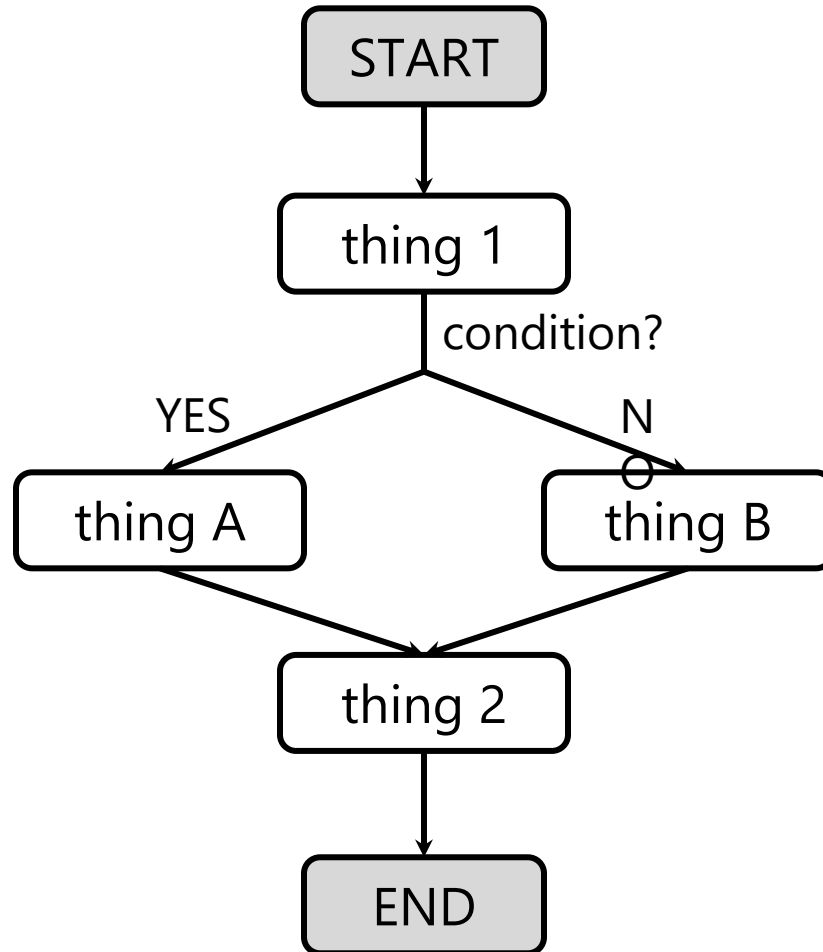 START
thing 1
condition?
YES
N
O
thing A
thing B
thing 2
END